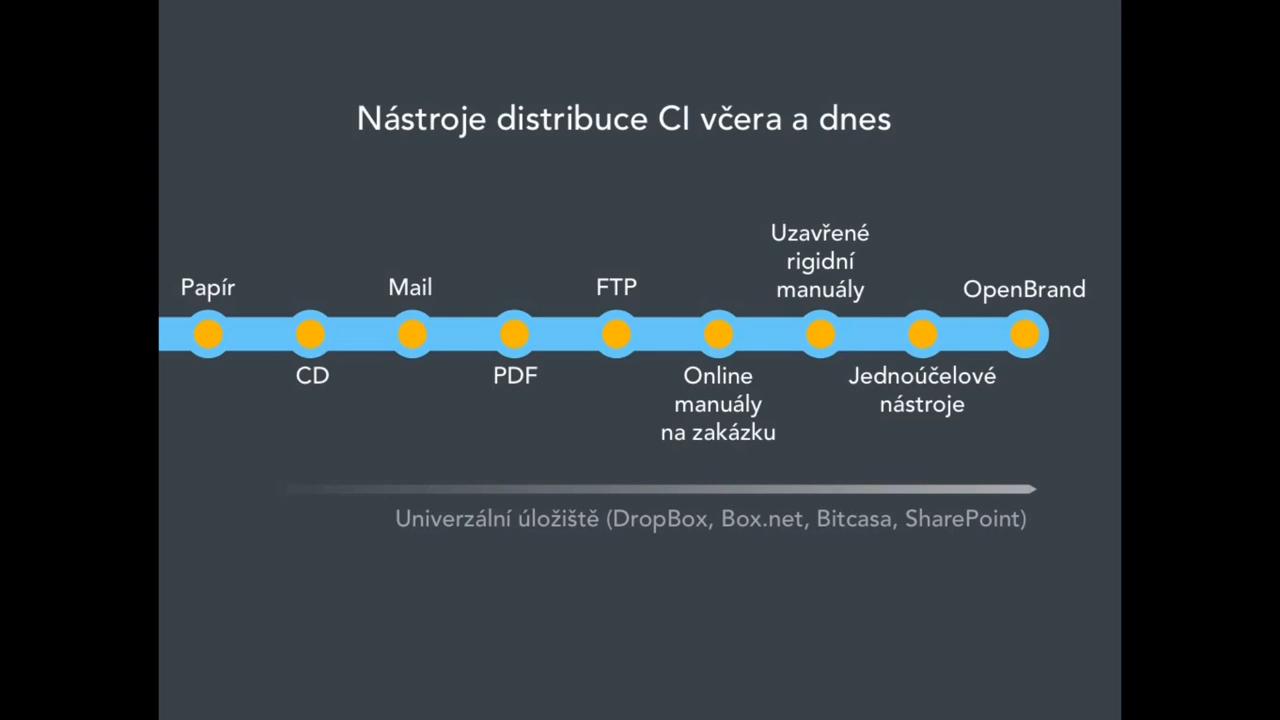 Nástroje distribuce CI včera a dnes
Papír
CD
Mail
PDF
FTP
Online
manuály
na zakázku
Uzavřené
rigidní
manuály
Jednoúčelové
nástroje
OpenBrand
Univerzální úložiště (DropBox, Box.net, Bitcasa, SharePoint)